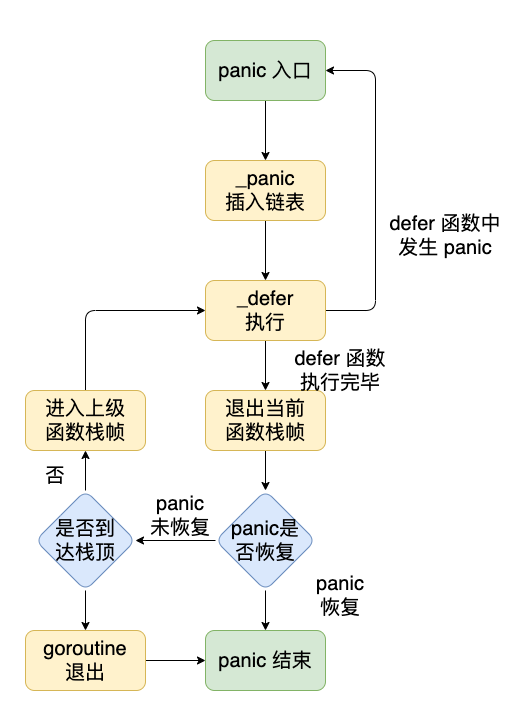 panic 入口
_panic
插入链表
defer 函数中
发生 panic
_defer
执行
defer 函数
执行完毕
进入上级
函数栈帧
退出当前
函数栈帧
否
panic
未恢复
是否到
达栈顶
panic是
否恢复
panic
恢复
goroutine
退出
panic 结束